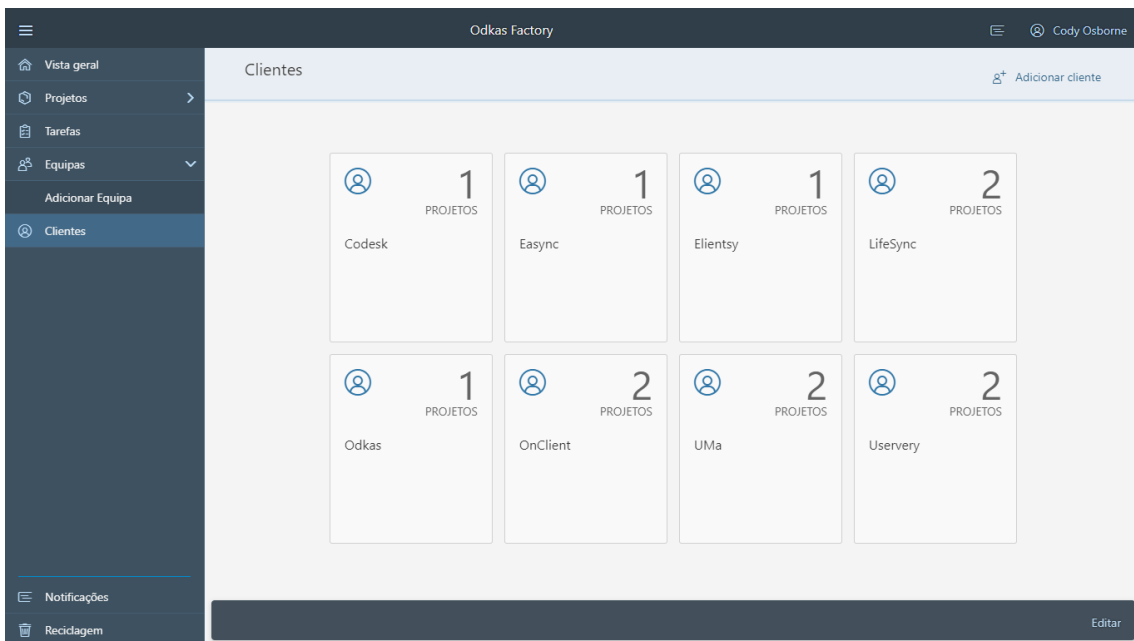 Odkas Factory
Cody Osborne
Vista geral
Projetos
Tarefas
Equipas
Adicionar Equipa
Clientes
Notificações
Reciclagem
Clientes
Adicionar cliente
1
PROJETOS
Codesk
1
PROJETOS
Easync
1
PROJETOS
Elientsy
2
PROJETOS
LifeSync
1
PROJETOS
Odkas
2
PROJETOS
OnClient
2
PROJETOS
UMa
2
PROJETOS
Uservery
Editar